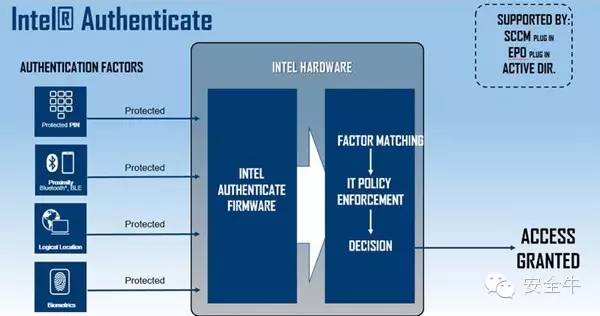 Intel® Authenticate
SUPPORTED BY:
SCCM PLUG IN
EPO PLUG IN
ACTIVE DIR.
AUTHENTICATION FACTORS
INTEL HARDWARE
Protected PIN
Protected
Proximity
Bluetooth*, BLE
Protected
Logical Location
Protected
Biometrics
Protected
INTEL
AUTHENTICATE
FIRMWARE
FACTOR MATCHING
IT POLICY
ENFORCEMENT
DECISION
ACCESS
GRANTED
安全牛